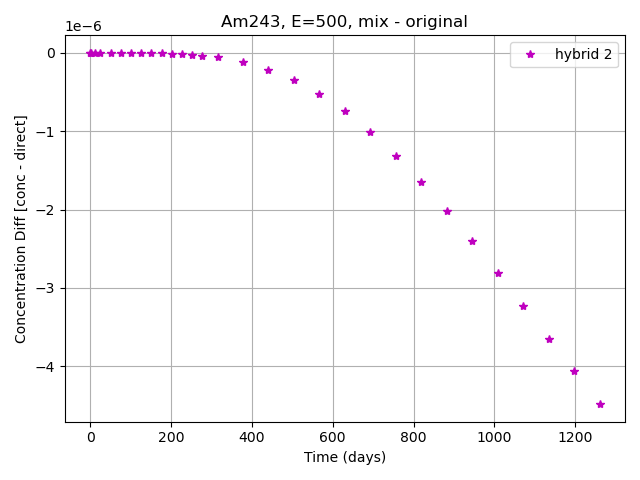 Am243, E=500, mix - original
1e−6
hybrid 2
0
−1
−2
−3
−4
Concentration Diff [conc - direct]
0 200 400 600 800 1000 1200
Time (days)